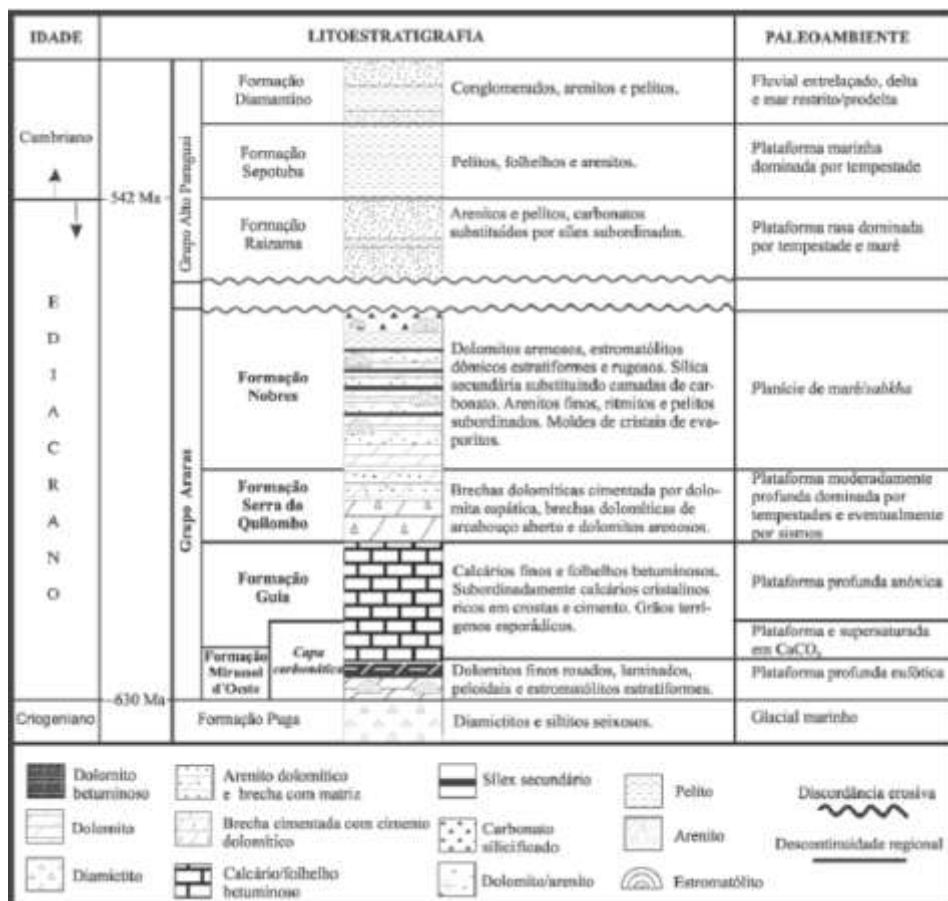 IDADE
LITOESTRATIGRAFIA
PALEOAMBIENTE
Cambriano
542 Ma
E
D
I
A
C
R
A
N
O
630 Ma
Criogeniano
Grupo Alto Paraguai
Formação
Diamantino
Conglomerados, arenitos e pelitos.
Fluvial entrelaçado, delta
e mar restrito/prodelta
Formação
Sepotuba
Pelitos, folhelhos e arenitos.
Plataforma marinha
dominada por tempestade
Formação
Raizama
Arenitos e pelitos, carbonatos
substituídos por sílex subordinados.
Plataforma rasa dominada
por tempestade e maré
Grupo Araras
Formação
Nobres
Dolomitos arenosos, estromatólitos
dômicos estratiformes e rugosos. Sílica
secundária substituindo camadas de car-
bonato. Arenitos finos, ritmitos e pelitos
subordinados. Moldes de cristais de eva-
poritos.
Planície de maré/sabkha
Formação
Serra do
Quilombo
Brechas dolomíticas cimentada por dolo-
mita espática, brechas dolomíticas de
arcabouço aberto e dolomitos arenosos.
Plataforma moderadamente
profunda dominada por
tempestades e eventualmente
por sismos
Formação
Guia
Calcários finos e folhelhos betuminosos.
Subordinadamente calcários cristalinos
ricos em crostas e cimento. Grãos terrí-
genos esporádicos.
Plataforma profunda anóxica
Plataforma e supersaturada
em CaCO₃
Capa
carbonática
Formação
Mirassol
d'Oeste
Dolomitos finos rosados, laminados,
peloidais e estromatólitos estratiformes.
Plataforma profunda eufótica
Formação Puga
Diamictitos e siltitos seixosos.
Glacial marinho
Dolomito
betuminoso
Dolomito
Diamictito
Arenito dolomítico
e brecha com matriz
Brecha cimentada com cimento
dolomítico
Calcário/folhelho
betuminoso
Sílex secundário
Carbonato
silicificado
Dolomito/arenito
Pelito
Arenito
Estromatólito
Discordância erosiva
Descontinuidade regional